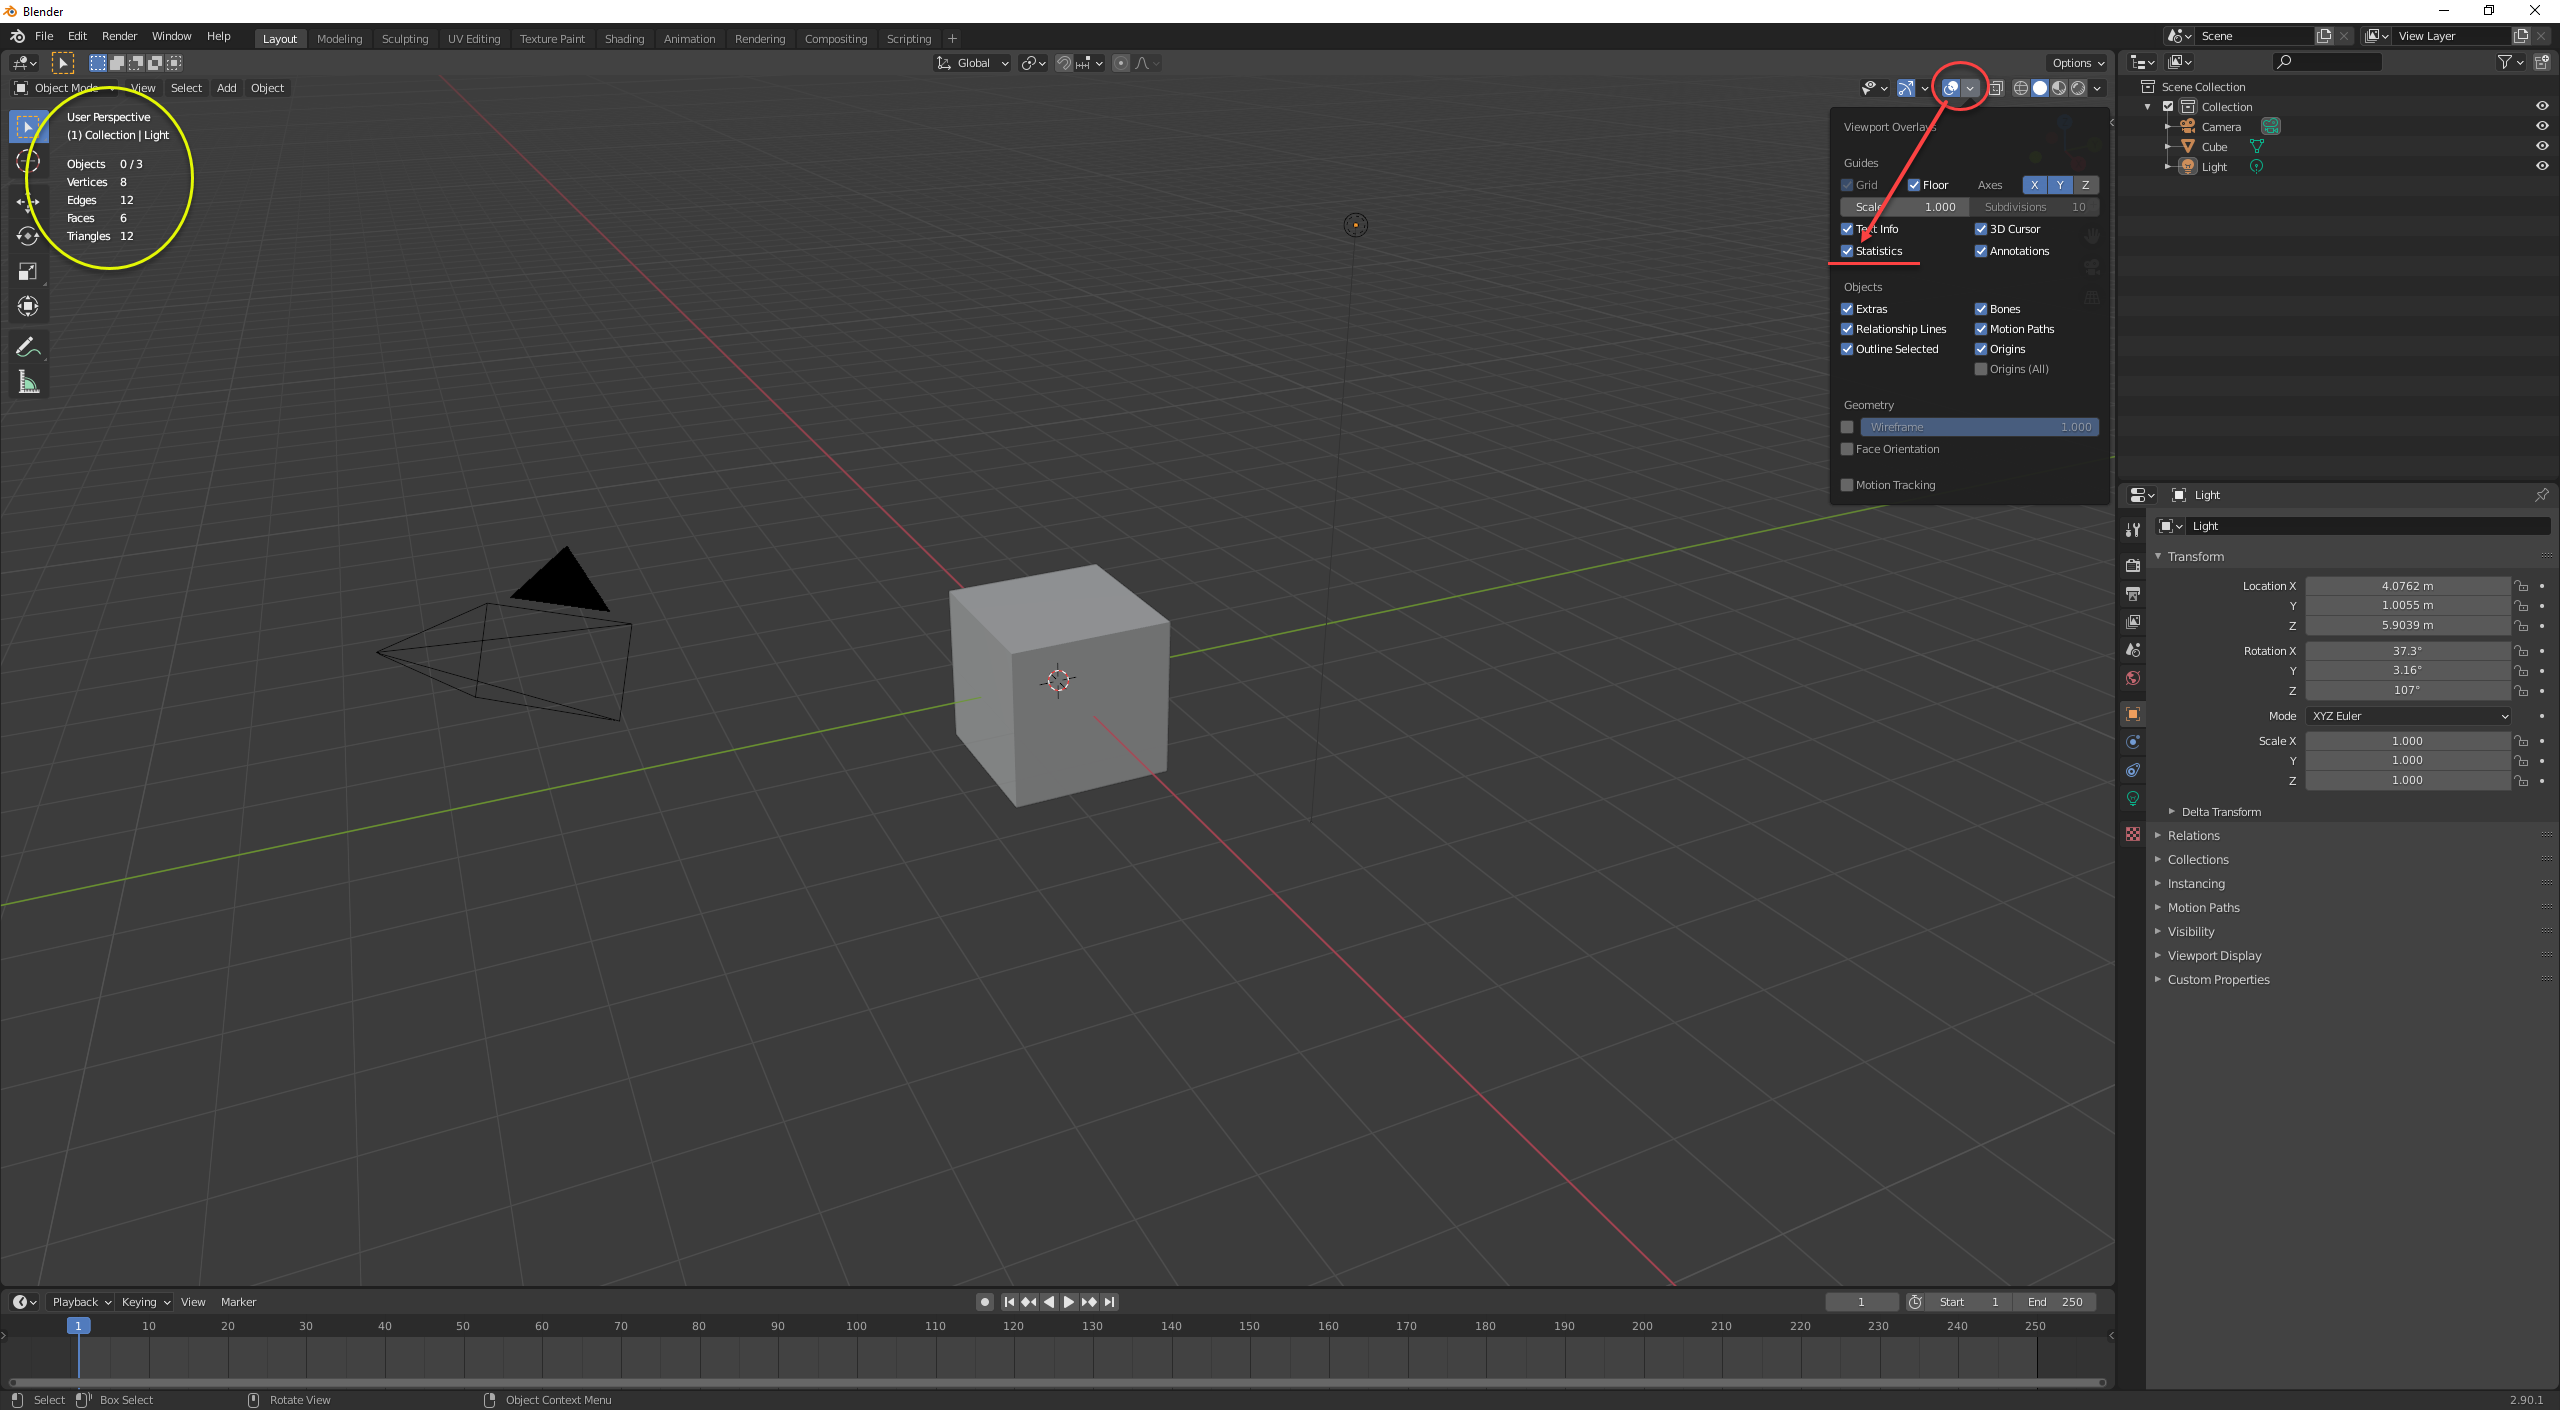 Blender
File Edit Render Window Help Layout Modeling Sculpting UV Editing Texture Paint Shading Animation Rendering Compositing Scripting + Scene View Layer
Global Options
Object Mode View Select Add Object
User Perspective
(1) Collection | Light
Objects 0 / 3
Vertices 8
Edges 12
Faces 6
Triangles 12
Viewport Overlays
Guides
Grid Floor Axes X Y Z
Scale 1.000 Subdivisions 10
Text Info 3D Cursor
Statistics Annotations
Objects
Extras Bones
Relationship Lines Motion Paths
Outline Selected Origins
Origins (All)
Geometry
Wireframe 1.000
Face Orientation
Motion Tracking
Scene Collection
Collection
Camera
Cube
Light
Light
Light
Transform
Location X 4.0762 m
Y 1.0055 m
Z 5.9039 m
Rotation X 37.3°
Y 3.16°
Z 107°
Mode XYZ Euler
Scale X 1.000
Y 1.000
Z 1.000
Delta Transform
Relations
Collections
Instancing
Motion Paths
Visibility
Viewport Display
Custom Properties
Playback Keying View Marker 1 Start 1 End 250
1 10 20 30 40 50 60 70 80 90 100 110 120 130 140 150 160 170 180 190 200 210 220 230 240 250
Select Box Select Rotate View Object Context Menu 2.90.1